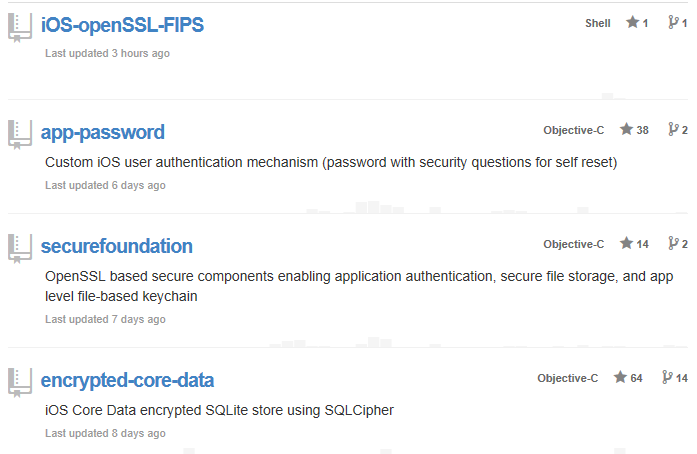 iOS-openSSL-FIPS Shell 1 1
Last updated 3 hours ago
app-password Objective-C 38 2
Custom iOS user authentication mechanism (password with security questions for self reset)
Last updated 6 days ago
securefoundation Objective-C 14 2
OpenSSL based secure components enabling application authentication, secure file storage, and app
level file-based keychain
Last updated 7 days ago
encrypted-core-data Objective-C 64 14
iOS Core Data encrypted SQLite store using SQLCipher
Last updated 8 days ago